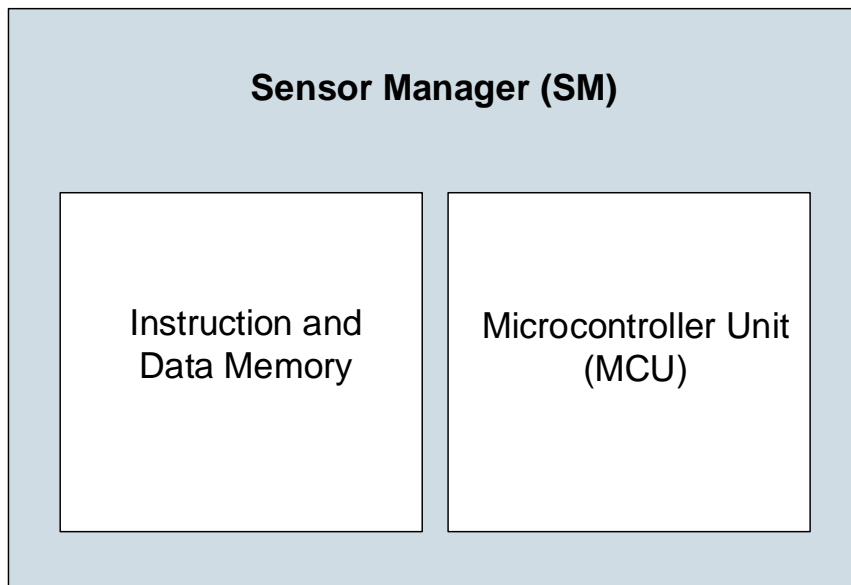 Sensor Manager (SM)
Instruction and
Data Memory
Microcontroller Unit
(MCU)